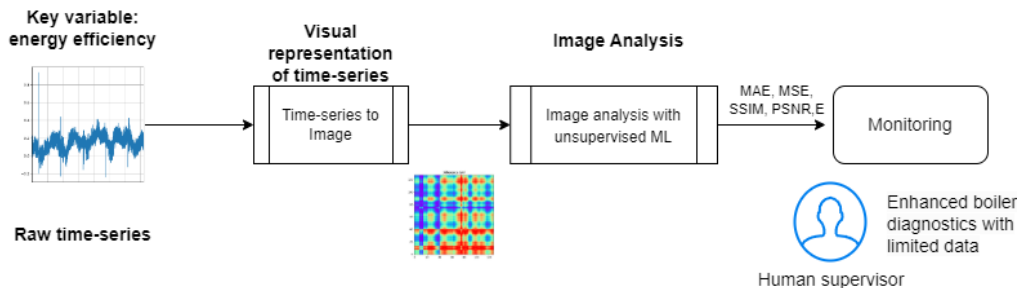 Key variable:
energy efficiency
Visual
representation
of time-series
Image Analysis
Time-series to
Image
Image analysis with
unsupervised ML
MAE, MSE,
SSIM, PSNR,E
Monitoring
Raw time-series
Enhanced boiler
diagnostics with
limited data
Human supervisor